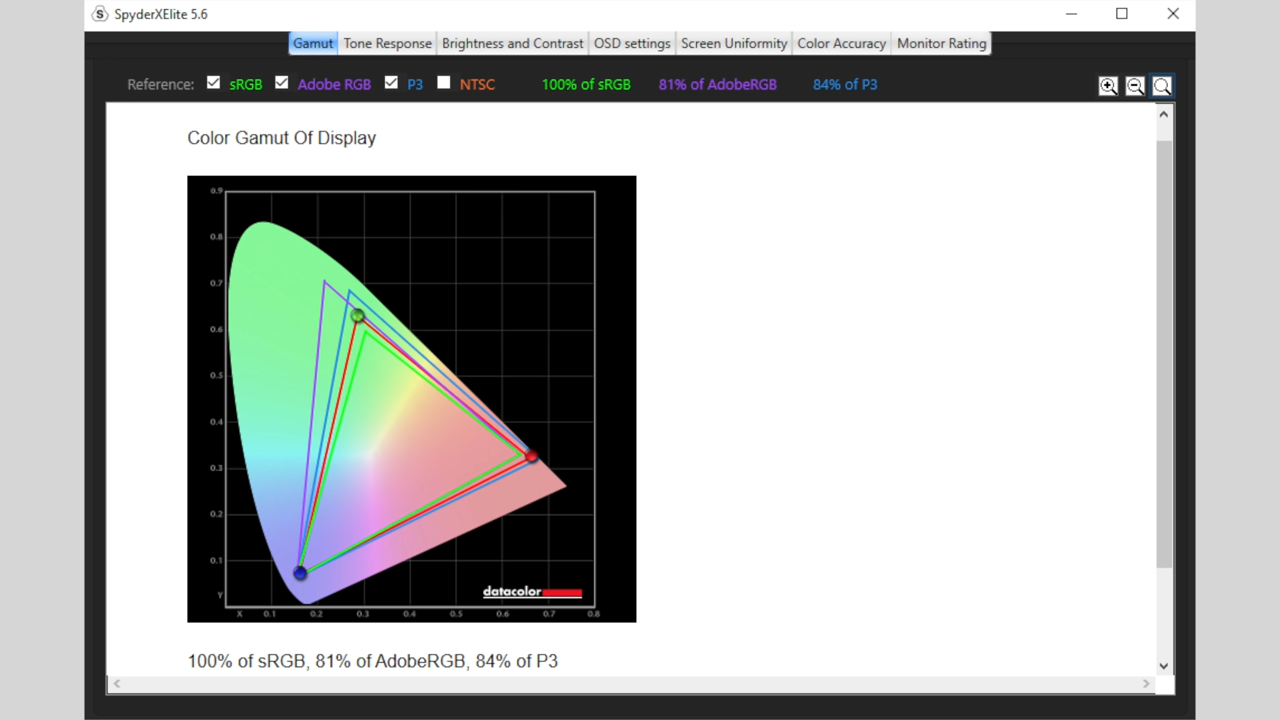 SpyderXElite 5.6
Gamut Tone Response Brightness and Contrast OSD settings Screen Uniformity Color Accuracy Monitor Rating
Reference: sRGB Adobe RGB P3 NTSC 100% of sRGB 81% of AdobeRGB 84% of P3
Color Gamut Of Display
0.9
0.8
0.7
0.6
0.5
0.4
0.3
0.2
0.1
Y
datacolor
X 0.1 0.2 0.3 0.4 0.5 0.6 0.7 0.8
100% of sRGB, 81% of AdobeRGB, 84% of P3